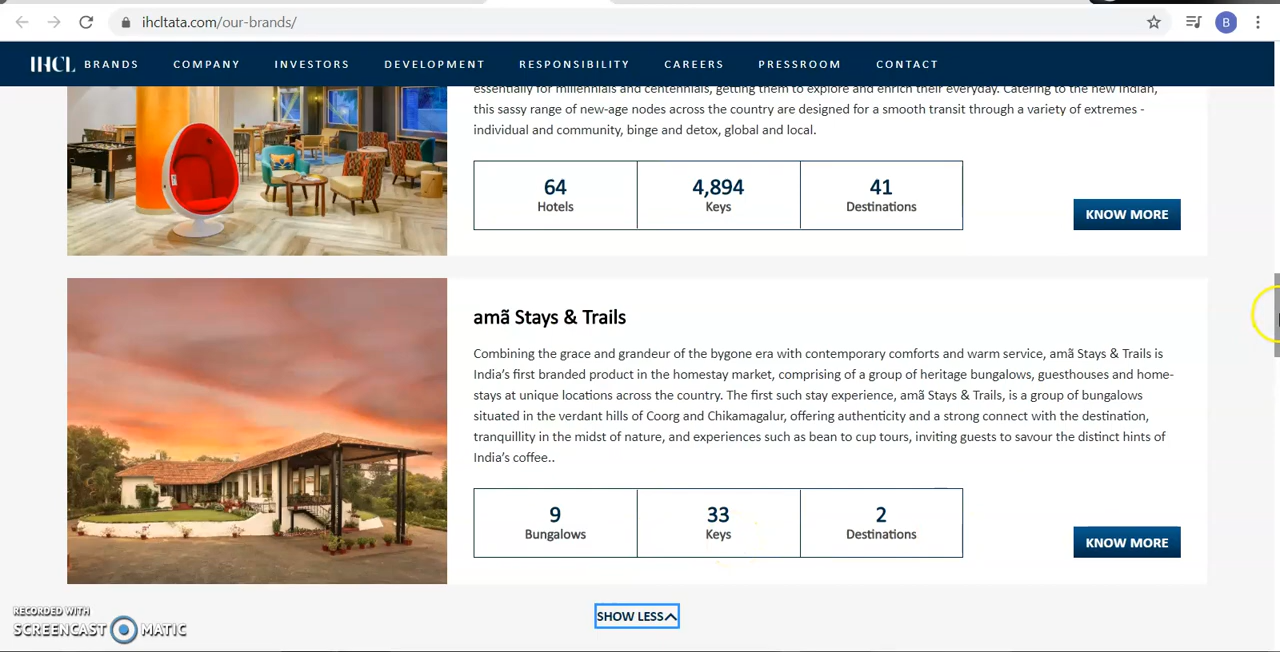 ihcltata.com/our-brands/
B
IHCL BRANDS COMPANY INVESTORS DEVELOPMENT RESPONSIBILITY CAREERS PRESSROOM CONTACT
essentially for millennials and centennials, getting them to explore and enrich their everyday. Catering to the new Indian,
this sassy range of new-age nodes across the country are designed for a smooth transit through a variety of extremes -
individual and community, binge and detox, global and local.
64 4,894 41
Hotels Keys Destinations
KNOW MORE
amã Stays & Trails
Combining the grace and grandeur of the bygone era with contemporary comforts and warm service, amã Stays & Trails is
India's first branded product in the homestay market, comprising of a group of heritage bungalows, guesthouses and home-
stays at unique locations across the country. The first such stay experience, amã Stays & Trails, is a group of bungalows
situated in the verdant hills of Coorg and Chikamagalur, offering authenticity and a strong connect with the destination,
tranquillity in the midst of nature, and experiences such as bean to cup tours, inviting guests to savour the distinct hints of
India's coffee..
9 33 2
Bungalows Keys Destinations
KNOW MORE
SHOW LESS
RECORDED WITH
SCREENCAST MATIC